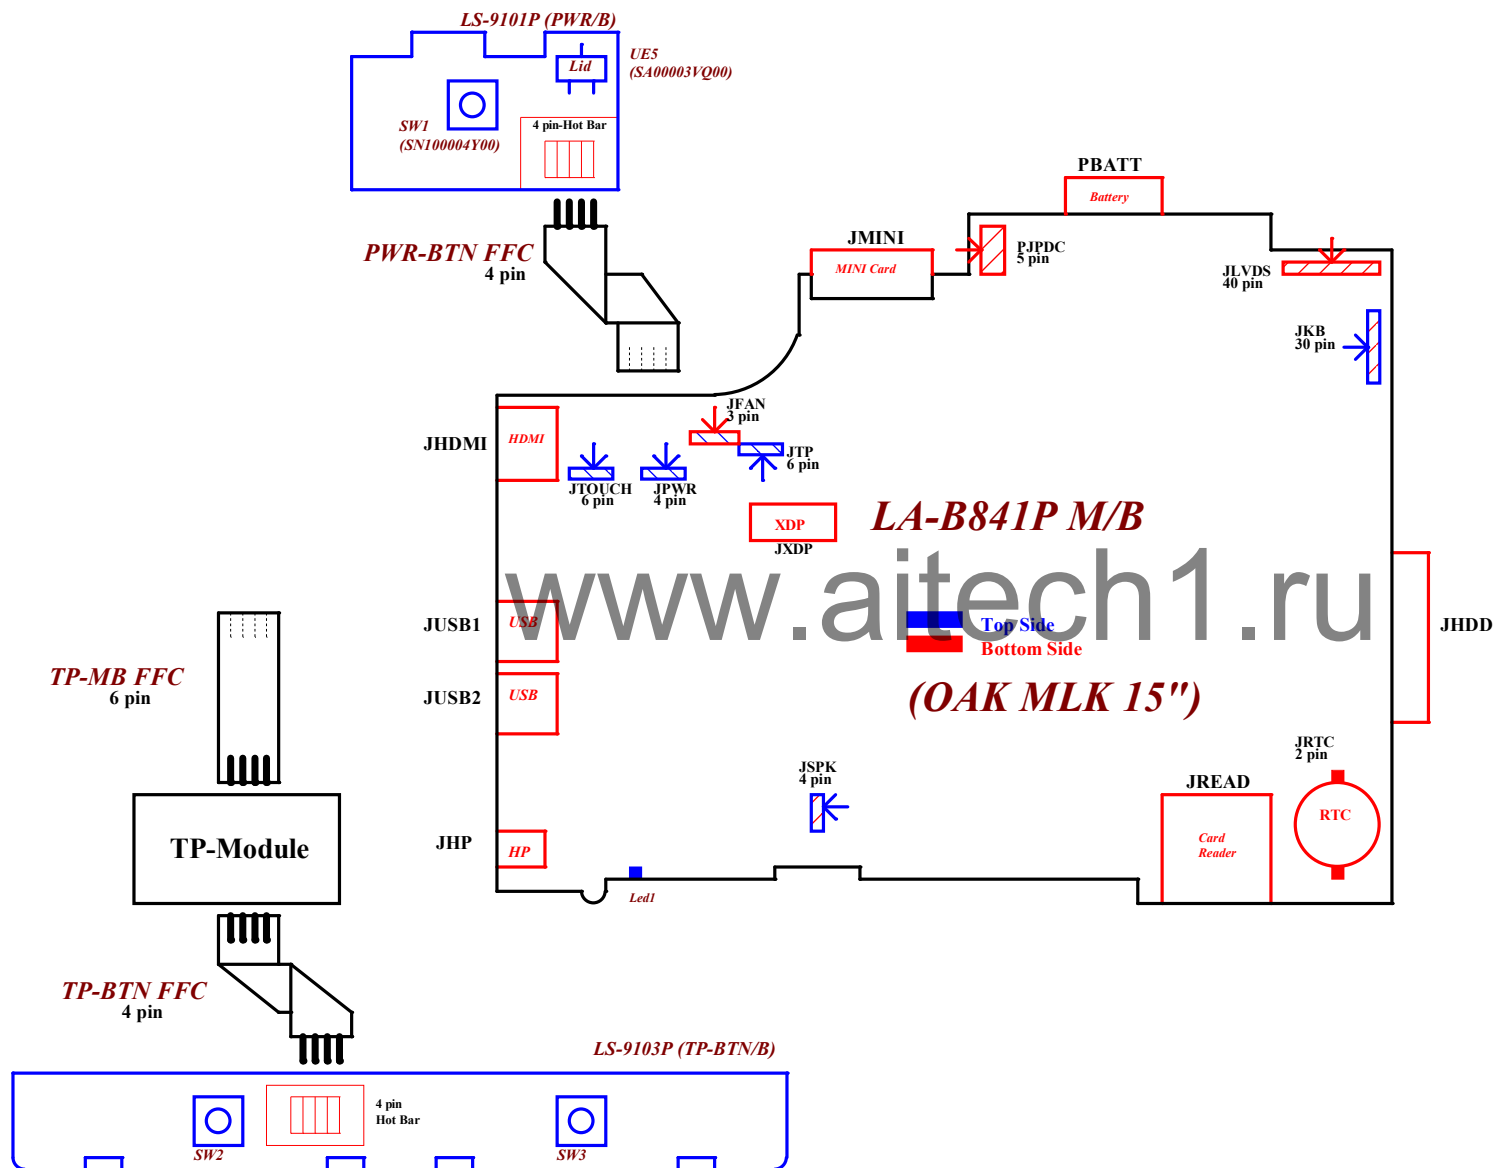 LS-9101P (PWR/B)
UE5
(SA00003VQ00)
Lid
SW1
(SN100004Y00)
4 pin-Hot Bar
PWR-BTN FFC
4 pin
PBATT
Battery
JMINI
MINI Card
PJPDC
5 pin
JLVDS
40 pin
JKB
30 pin
JFAN
3 pin
JHDMI
HDMI
JTP
6 pin
JTOUCH
6 pin
JPWR
4 pin
XDP
JXDP
LA-B841P M/B
www.aitech1.ru
Top Side
Bottom Side
(OAK MLK 15")
JUSB1
USB
JUSB2
USB
JHDD
TP-MB FFC
6 pin
JRTC
2 pin
RTC
JSPK
4 pin
JREAD
Card
Reader
TP-Module
JHP
HP
Led1
TP-BTN FFC
4 pin
LS-9103P (TP-BTN/B)
4 pin
Hot Bar
SW2
SW3